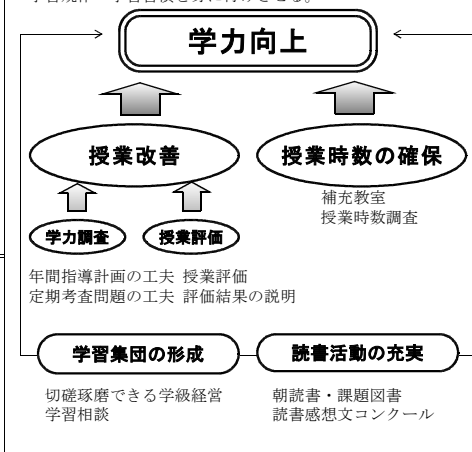 学力向上
授業改善
授業時数の確保
補充教室
授業時数調査
学力調査
授業評価
年間指導計画の工夫 授業評価
定期考査問題の工夫 評価結果の説明
学習集団の形成
読書活動の充実
切磋琢磨できる学級経営
学習相談
朝読書・課題図書
読書感想文コンクール